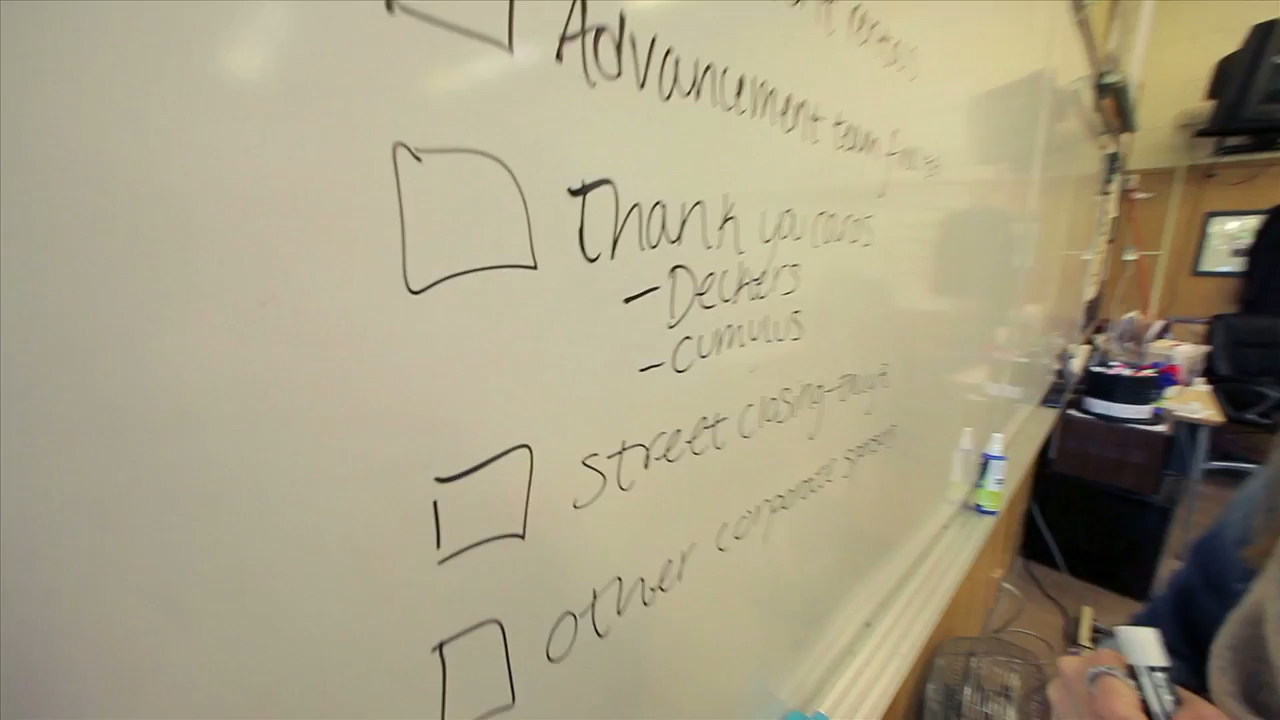 Advancement team
Thank you cards
- Deckers
- Cumulus
street closing-
other corporate